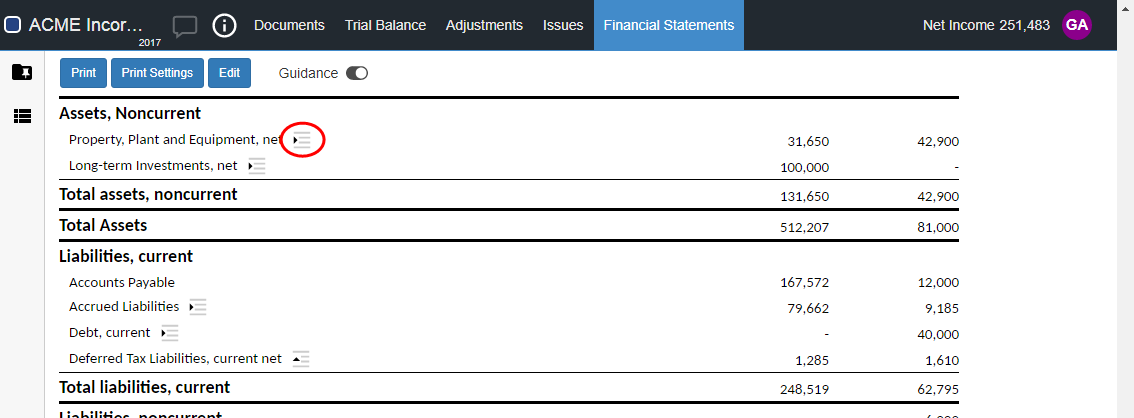 ACME Incor... Documents Trial Balance Adjustments Issues Financial Statements Net Income 251,483 GA
2017
Print Print Settings Edit Guidance
Assets, Noncurrent
Property, Plant and Equipment, net 31,650 42,900
Long-term Investments, net 100,000 -
Total assets, noncurrent 131,650 42,900
Total Assets 512,207 81,000
Liabilities, current
Accounts Payable 167,572 12,000
Accrued Liabilities 79,662 9,185
Debt, current - 40,000
Deferred Tax Liabilities, current net 1,285 1,610
Total liabilities, current 248,519 62,795
Liabilities, noncurrent